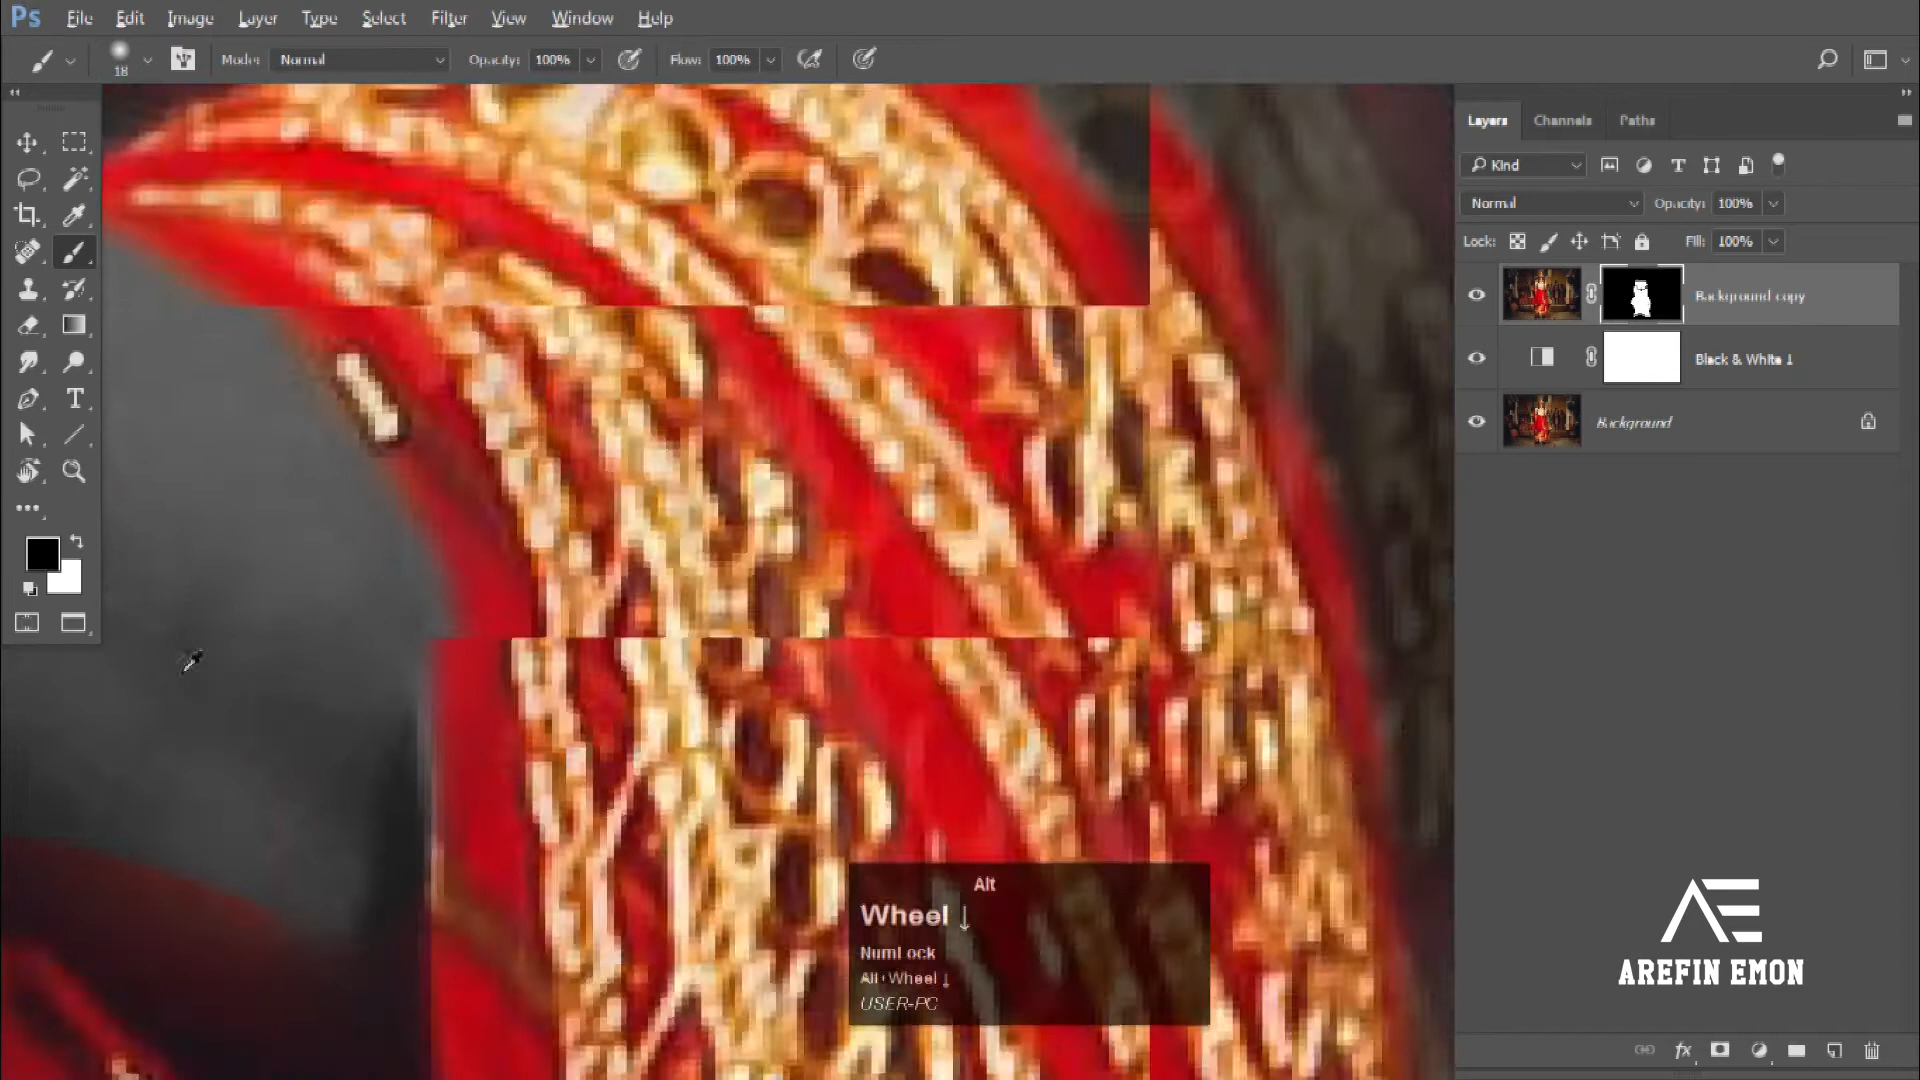 Ps File Edit Image Layer Type Select Filter View Window Help
18 Mode: Normal Opacity: 100% Flow: 100%
Layers Channels Paths
Kind
Normal Opacity: 100%
Lock: Fill: 100%
Background copy
Black & White 1
Background
Alt
Wheel ↓
NumLock
Alt+Wheel ↓
USER-PC
AE
AREFIN EMON